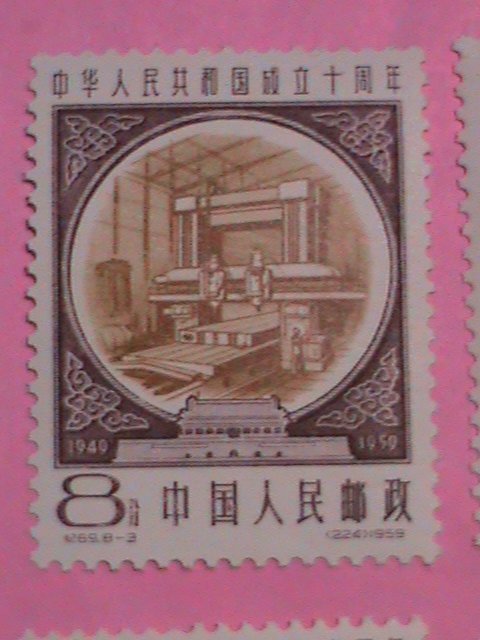 中华人民共和国成立十周年
1949 1959
8分 中国人民邮政
纪69.8-3 (224)1959